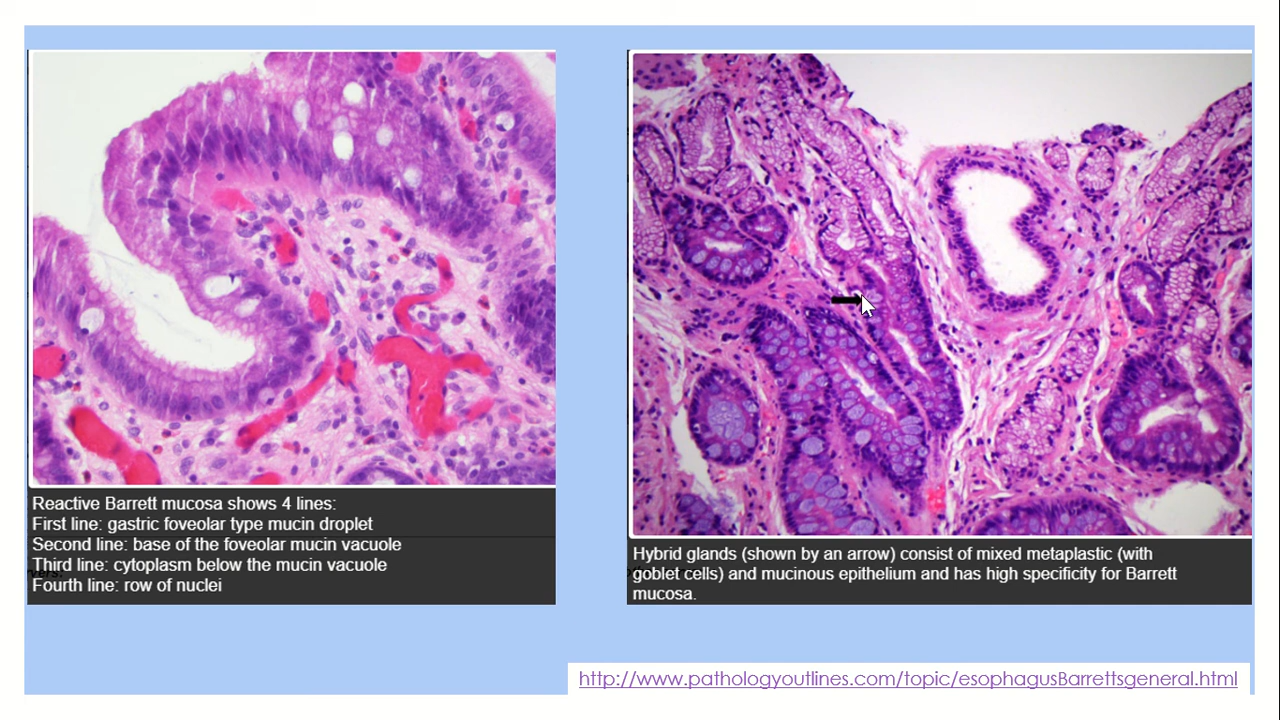 Reactive Barrett mucosa shows 4 lines:
First line: gastric foveolar type mucin droplet
Second line: base of the foveolar mucin vacuole
Third line: cytoplasm below the mucin vacuole
Fourth line: row of nuclei
Hybrid glands (shown by an arrow) consist of mixed metaplastic (with
goblet cells) and mucinous epithelium and has high specificity for Barrett
mucosa.
http://www.pathologyoutlines.com/topic/esophagusBarrettsgeneral.html